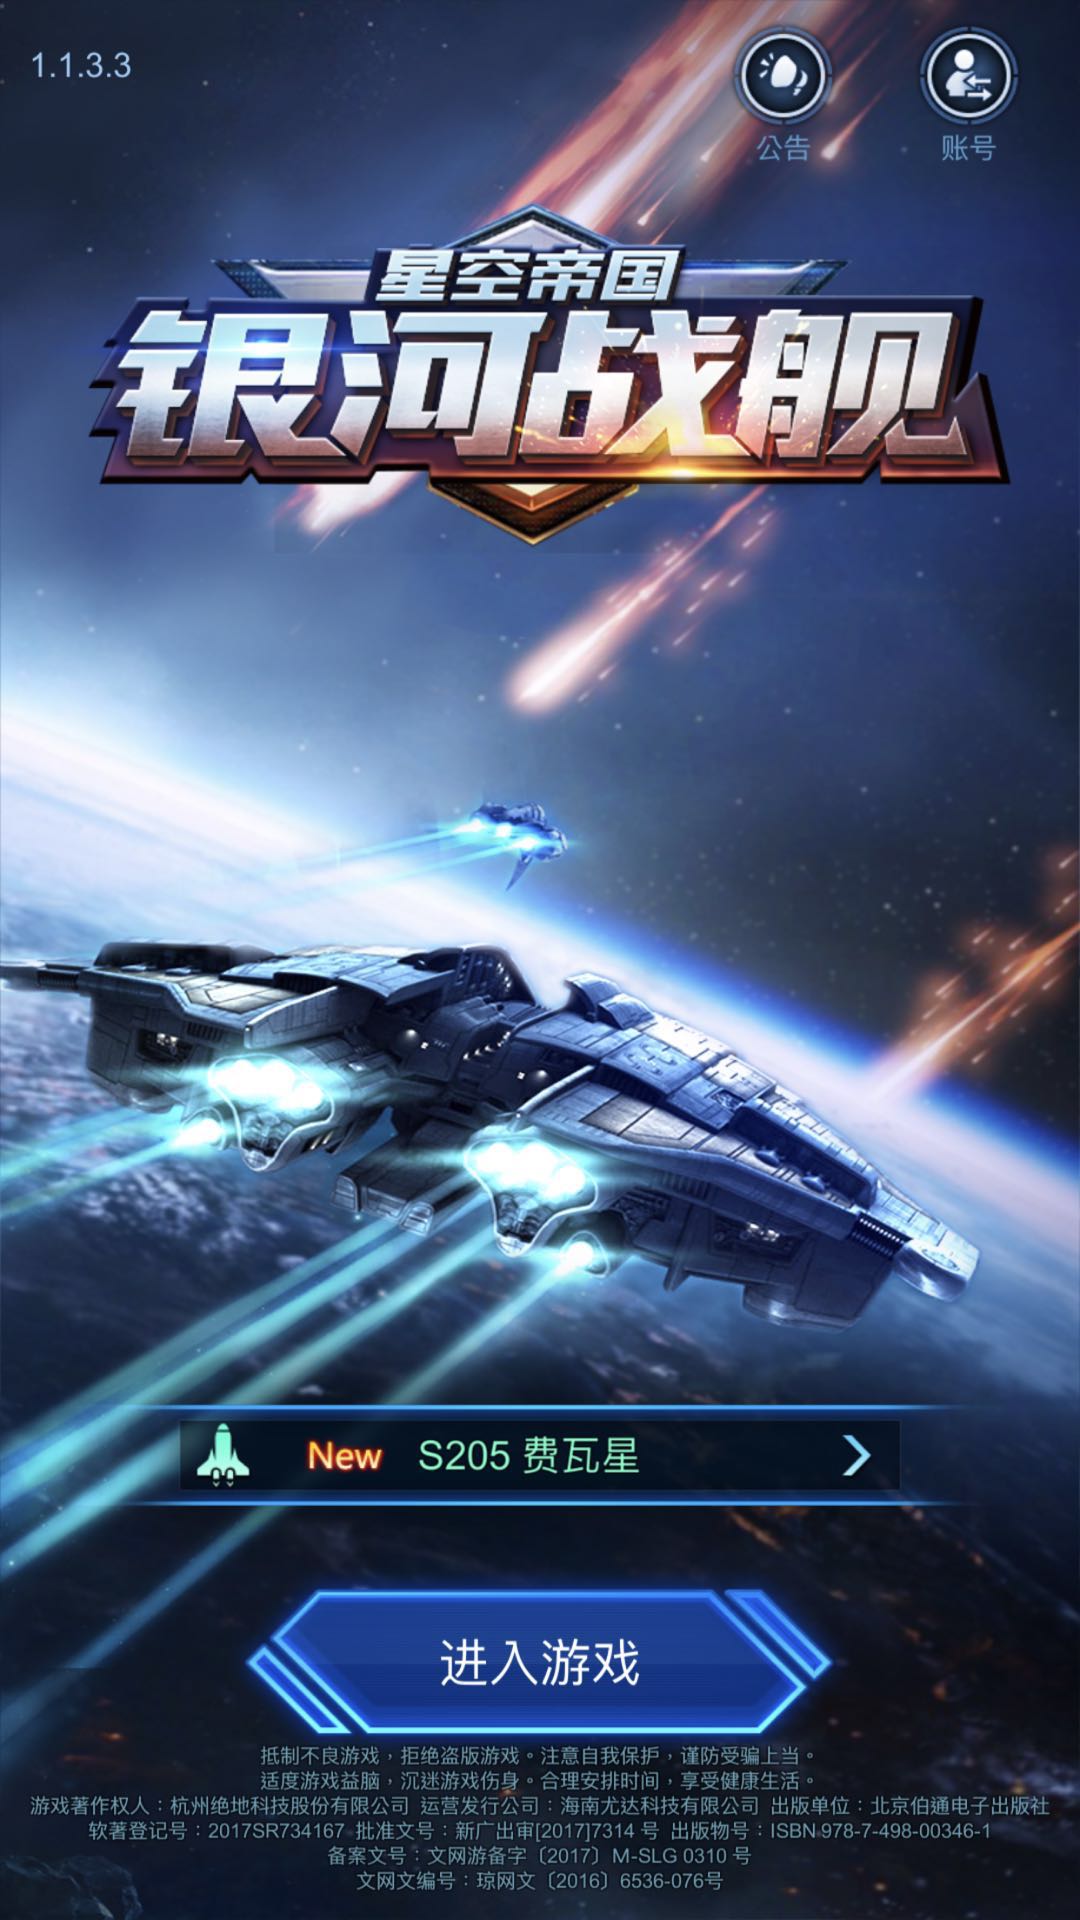 1.1.3.3
公告
账号
星空帝国
银河战舰
New S205 费瓦星
进入游戏
抵制不良游戏，拒绝盗版游戏。注意自我保护，谨防受骗上当。
适度游戏益脑，沉迷游戏伤身。合理安排时间，享受健康生活。
游戏著作权人：杭州绝地科技股份有限公司 运营发行公司：海南尤达科技有限公司 出版单位：北京伯通电子出版社
软著登记号：2017SR734167 批准文号：新广出审[2017]7314 号 出版物号：ISBN 978-7-498-00346-1
备案文号：文网游备字〔2017〕M-SLG 0310 号
文网文编号：琼网文〔2016〕6536-076号